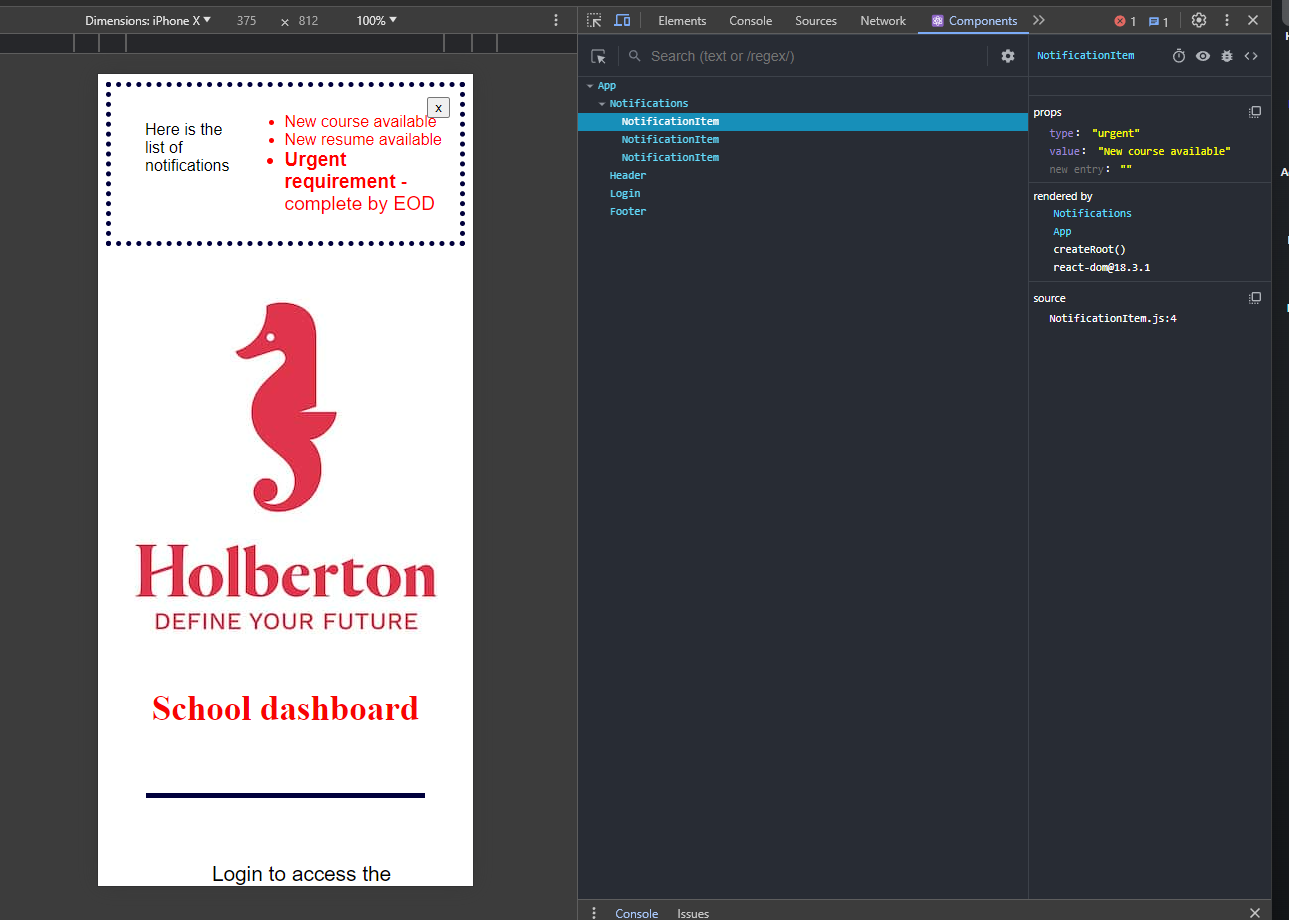 Dimensions: iPhone X ▼ 375 × 812 100% ▼
Elements Console Sources Network Components 1 1
Search (text or /regex/)
NotificationItem
x
Here is the
list of
notifications
New course available
New resume available
Urgent
requirement -
complete by EOD
Holberton
DEFINE YOUR FUTURE
School dashboard
Login to access the
App
Notifications
NotificationItem
NotificationItem
NotificationItem
Header
Login
Footer
props
type: "urgent"
value: "New course available"
new entry: ""
rendered by
Notifications
App
createRoot()
react-dom@18.3.1
source
NotificationItem.js:4
Console Issues